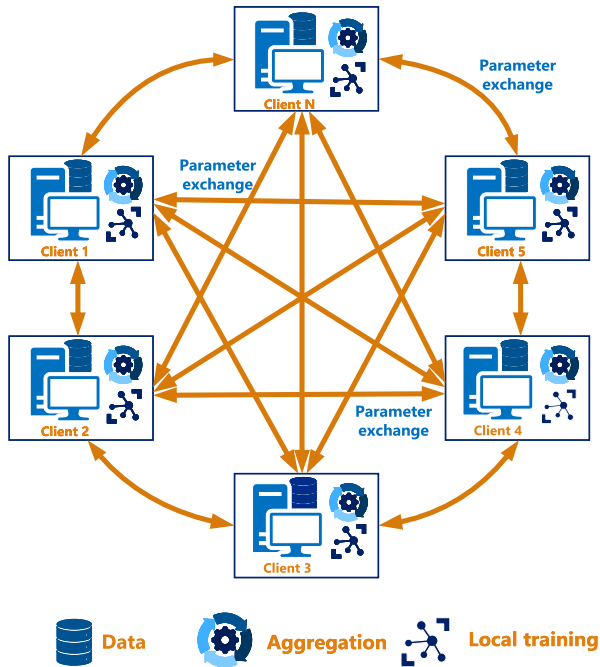 Client N
Parameter
exchange
Parameter
exchange
Client 1
Client 5
Client 2
Parameter
exchange
Client 4
Client 3
Data
Aggregation
Local training